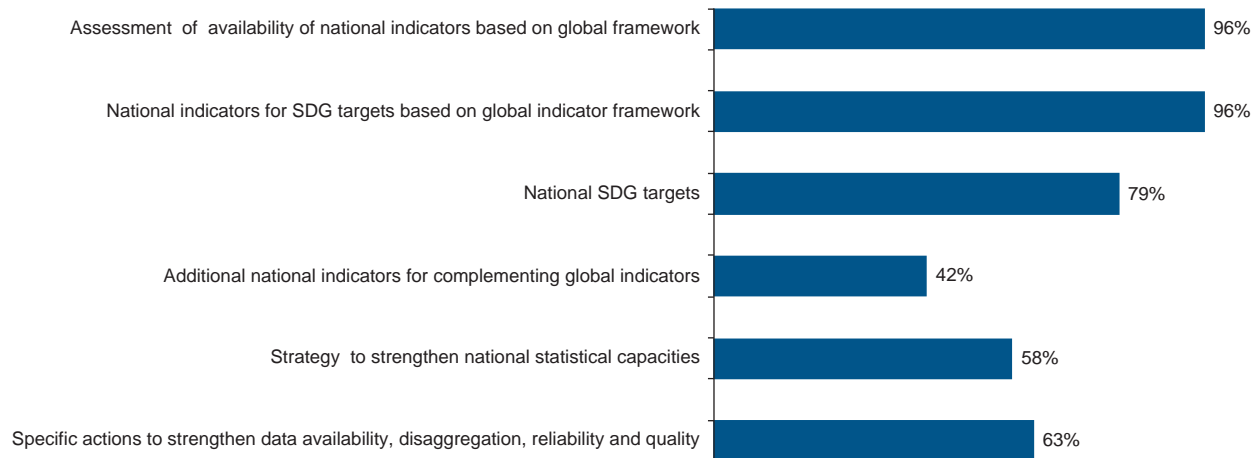 Assessment of availability of national indicators based on global framework 96%
National indicators for SDG targets based on global indicator framework 96%
National SDG targets 79%
Additional national indicators for complementing global indicators 42%
Strategy to strengthen national statistical capacities 58%
Specific actions to strengthen data availability, disaggregation, reliability and quality 63%